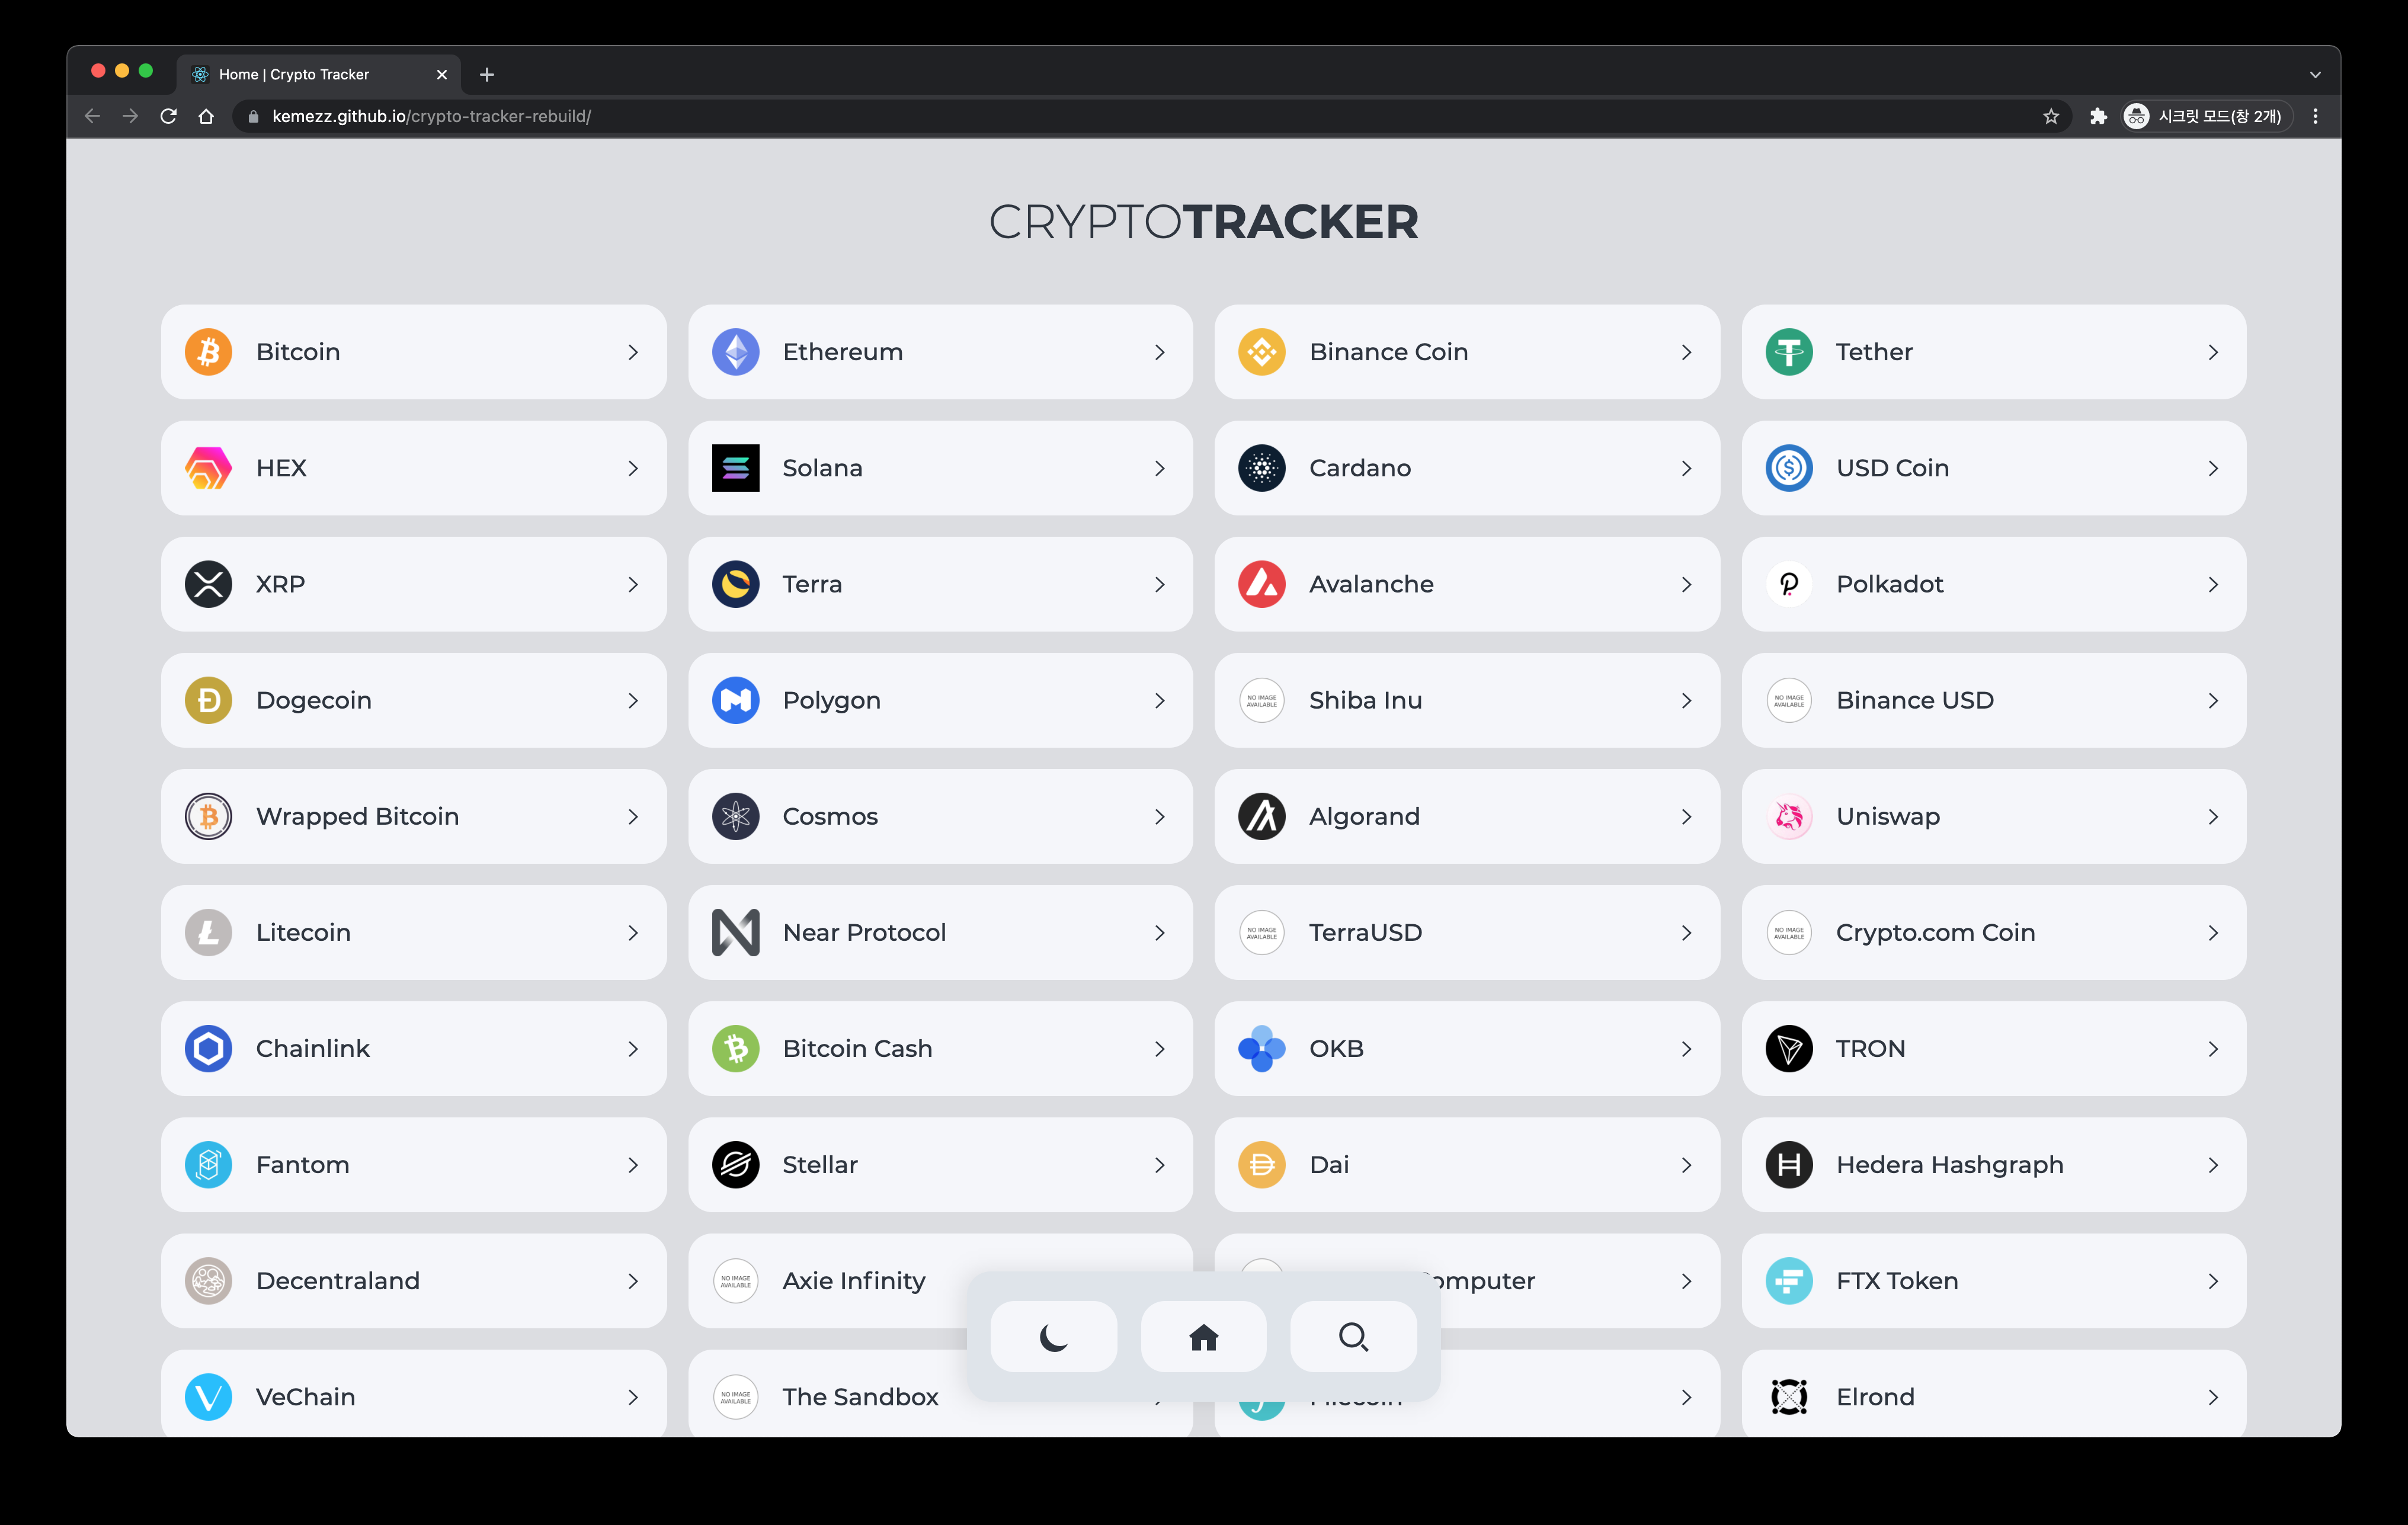 Home | Crypto Tracker
kemezz.github.io/crypto-tracker-rebuild/
시크릿 모드(창 2개)
CRYPTOTRACKER
Bitcoin Ethereum Binance Coin Tether
HEX Solana Cardano USD Coin
XRP Terra Avalanche Polkadot
Dogecoin Polygon NO IMAGE AVAILABLE Shiba Inu NO IMAGE AVAILABLE Binance USD
Wrapped Bitcoin Cosmos Algorand Uniswap
Litecoin Near Protocol NO IMAGE AVAILABLE TerraUSD NO IMAGE AVAILABLE Crypto.com Coin
Chainlink Bitcoin Cash OKB TRON
Fantom Stellar Dai Hedera Hashgraph
Decentraland NO IMAGE AVAILABLE Axie Infinity omputer FTX Token
VeChain NO IMAGE AVAILABLE The Sandbox Elrond